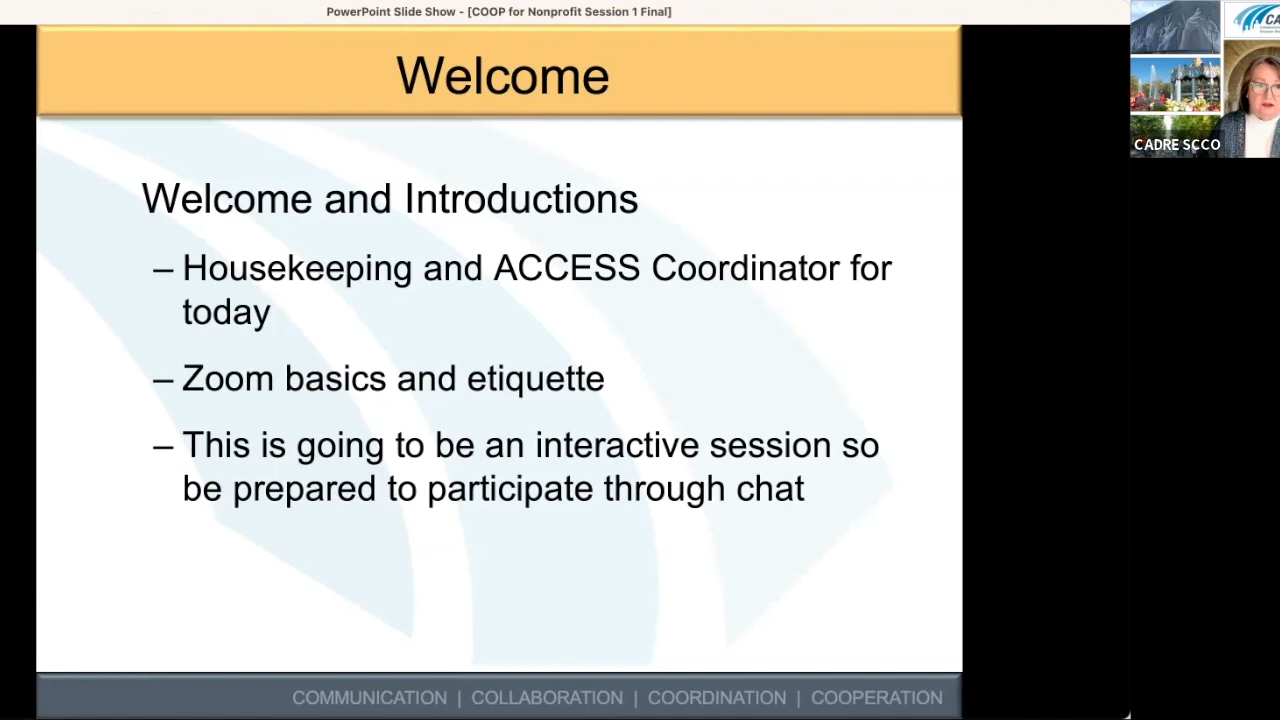 PowerPoint Slide Show - [COOP for Nonprofit Session 1 Final]
Welcome
Welcome and Introductions
– Housekeeping and ACCESS Coordinator for
today
– Zoom basics and etiquette
– This is going to be an interactive session so
be prepared to participate through chat
COMMUNICATION | COLLABORATION | COORDINATION | COOPERATION
CADRE SCCO